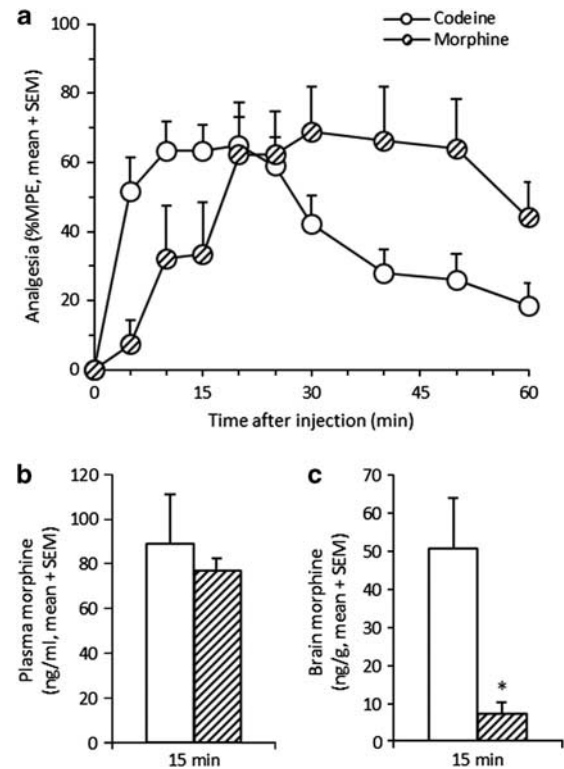 a
Codeine
Morphine
Analgesia (%MPE, mean + SEM)
100
80
60
40
20
0
0
15
30
45
60
Time after injection (min)
b
Plasma morphine
(ng/ml, mean + SEM)
120
100
80
60
40
20
0
15 min
c
Brain morphine
(ng/g, mean + SEM)
70
60
50
40
30
20
10
0
*
15 min